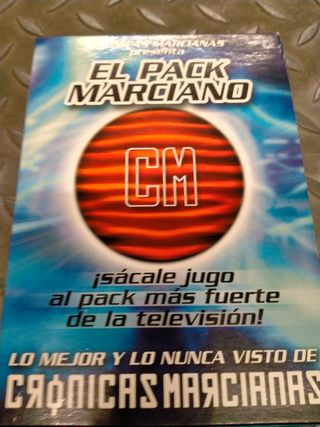 MARCIANAS
presenta
EL PACK
MARCIANO
CM
¡sácale jugo
al pack más fuerte
de la televisión!
LO MEJOR Y LO NUNCA VISTO DE
CRÓNICAS MARCIANAS